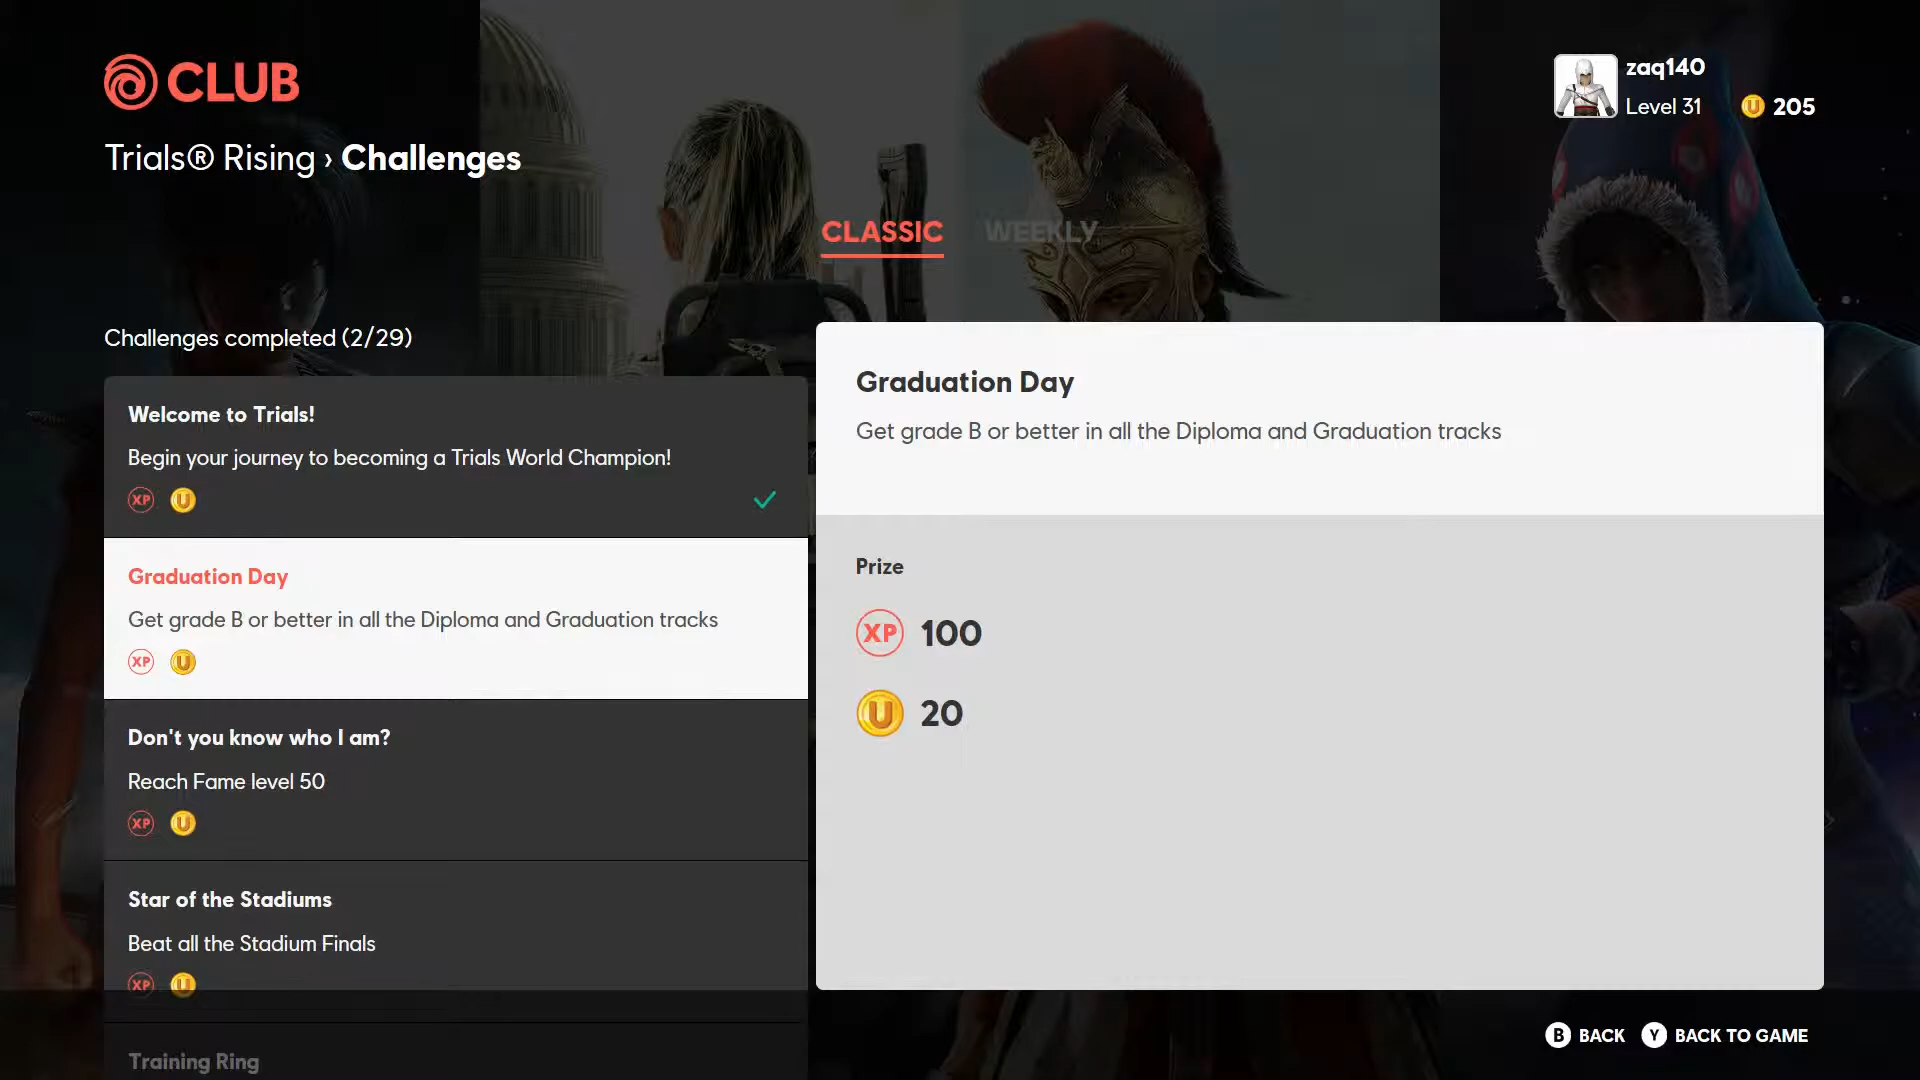 CLUB
Trials® Rising › Challenges
zaq140
Level 31
U 205
CLASSIC
WEEKLY
Challenges completed (2/29)
Welcome to Trials!
Begin your journey to becoming a Trials World Champion!
XP U
Graduation Day
Get grade B or better in all the Diploma and Graduation tracks
XP U
Don't you know who I am?
Reach Fame level 50
XP U
Star of the Stadiums
Beat all the Stadium Finals
XP U
Training Ring
Graduation Day
Get grade B or better in all the Diploma and Graduation tracks
Prize
XP 100
U 20
B BACK Y BACK TO GAME